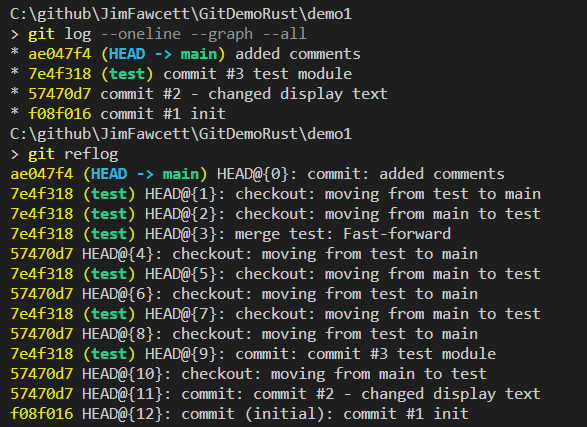 C:\github\JimFawcett\GitDemoRust\demo1
> git log --oneline --graph --all
* ae047f4 (HEAD -> main) added comments
* 7e4f318 (test) commit #3 test module
* 57470d7 commit #2 - changed display text
* f08f016 commit #1 init
C:\github\JimFawcett\GitDemoRust\demo1
> git reflog
ae047f4 (HEAD -> main) HEAD@{0}: commit: added comments
7e4f318 (test) HEAD@{1}: checkout: moving from test to main
7e4f318 (test) HEAD@{2}: checkout: moving from main to test
7e4f318 (test) HEAD@{3}: merge test: Fast-forward
57470d7 HEAD@{4}: checkout: moving from test to main
7e4f318 (test) HEAD@{5}: checkout: moving from main to test
57470d7 HEAD@{6}: checkout: moving from test to main
7e4f318 (test) HEAD@{7}: checkout: moving from main to test
57470d7 HEAD@{8}: checkout: moving from test to main
7e4f318 (test) HEAD@{9}: commit: commit #3 test module
57470d7 HEAD@{10}: checkout: moving from main to test
57470d7 HEAD@{11}: commit: commit #2 - changed display text
f08f016 HEAD@{12}: commit (initial): commit #1 init